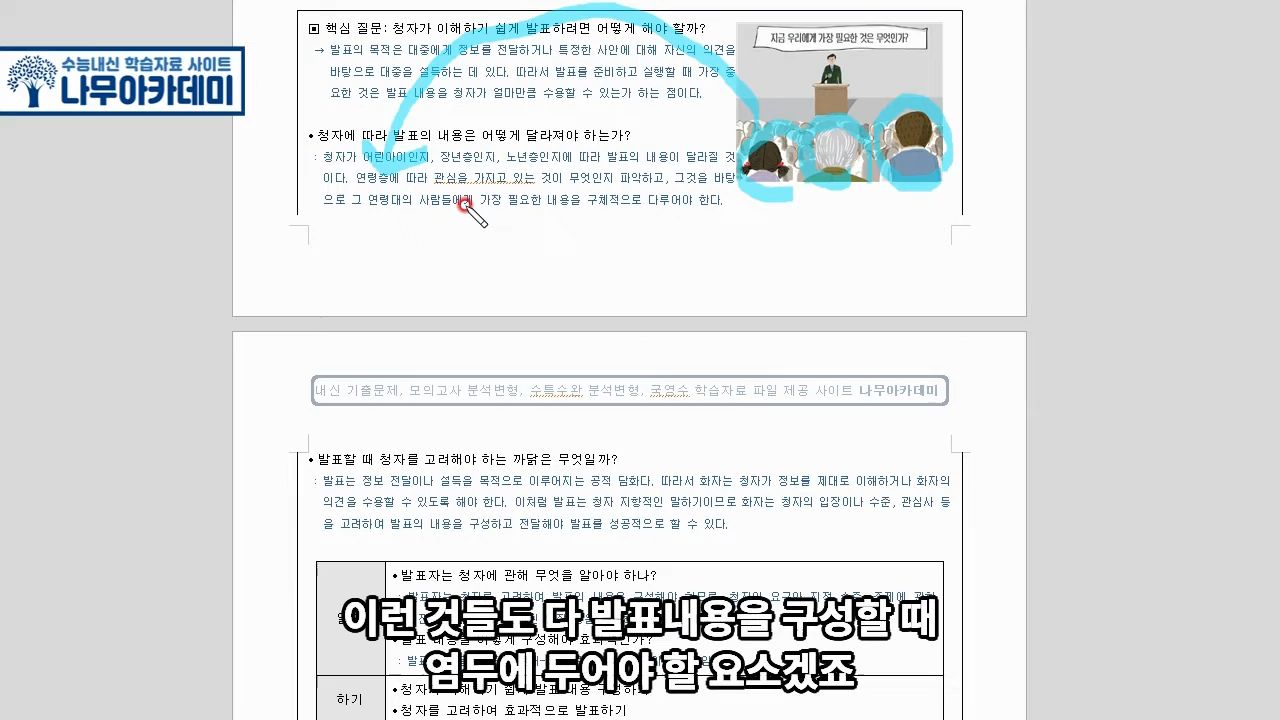 ▣ 핵심 질문: 청자가 이해하기 쉽게 발표하려면 어떻게 해야 할까?
→ 발표의 목적은 대중에게 정보를 전달하거나 특정한 사안에 대해 자신의 의견을
바탕으로 대중을 설득하는 데 있다. 따라서 발표를 준비하고 실행할 때 가장 중
요한 것은 발표 내용을 청자가 얼마만큼 수용할 수 있는가 하는 점이다.
지금 우리에게 가장 필요한 것은 무엇인가?
수능내신 학습자료 사이트
나무아카데미
• 청자에 따라 발표의 내용은 어떻게 달라져야 하는가?
: 청자가 어린아이인지, 장년층인지, 노년층인지에 따라 발표의 내용이 달라질 것
이다. 연령층에 따라 관심을 가지고 있는 것이 무엇인지 파악하고, 그것을 바탕
으로 그 연령대의 사람들에게 가장 필요한 내용을 구체적으로 다루어야 한다.
내신 기출문제, 모의고사 분석변형, 수특수완 분석변형, 국영수 학습자료 파일 제공 사이트 나무아카데미
• 발표할 때 청자를 고려해야 하는 까닭은 무엇일까?
: 발표는 정보 전달이나 설득을 목적으로 이루어지는 공적 담화다. 따라서 화자는 청자가 정보를 제대로 이해하거나 화자의
의견을 수용할 수 있도록 해야 한다. 이처럼 발표는 청자 지향적인 말하기이므로 화자는 청자의 입장이나 수준, 관심사 등
을 고려하여 발표의 내용을 구성하고 전달해야 발표를 성공적으로 할 수 있다.
• 발표자는 청자에 관해 무엇을 알아야 하나?
이런 것들도 다 발표내용을 구성할 때
염두에 두어야 할 요소겠죠
하기
• 청자를 고려하여 효과적으로 발표하기